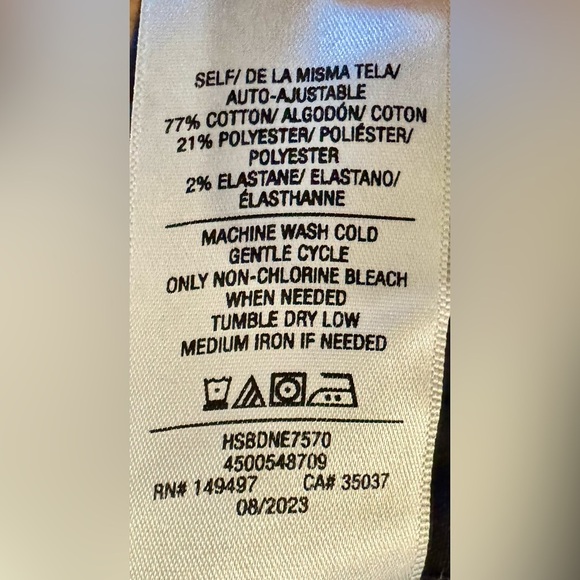 SELF/ DE LA MISMA TELA/
AUTO-AJUSTABLE
77% COTTON/ ALGODÓN/ COTON
21% POLYESTER/ POLIÉSTER/
POLYESTER
2% ELASTANE/ ELASTANO/
ÉLASTHANNE
MACHINE WASH COLD
GENTLE CYCLE
ONLY NON-CHLORINE BLEACH
WHEN NEEDED
TUMBLE DRY LOW
MEDIUM IRON IF NEEDED
HSBDNE7570
4500548709
RN# 149497 CA# 35037
08/2023